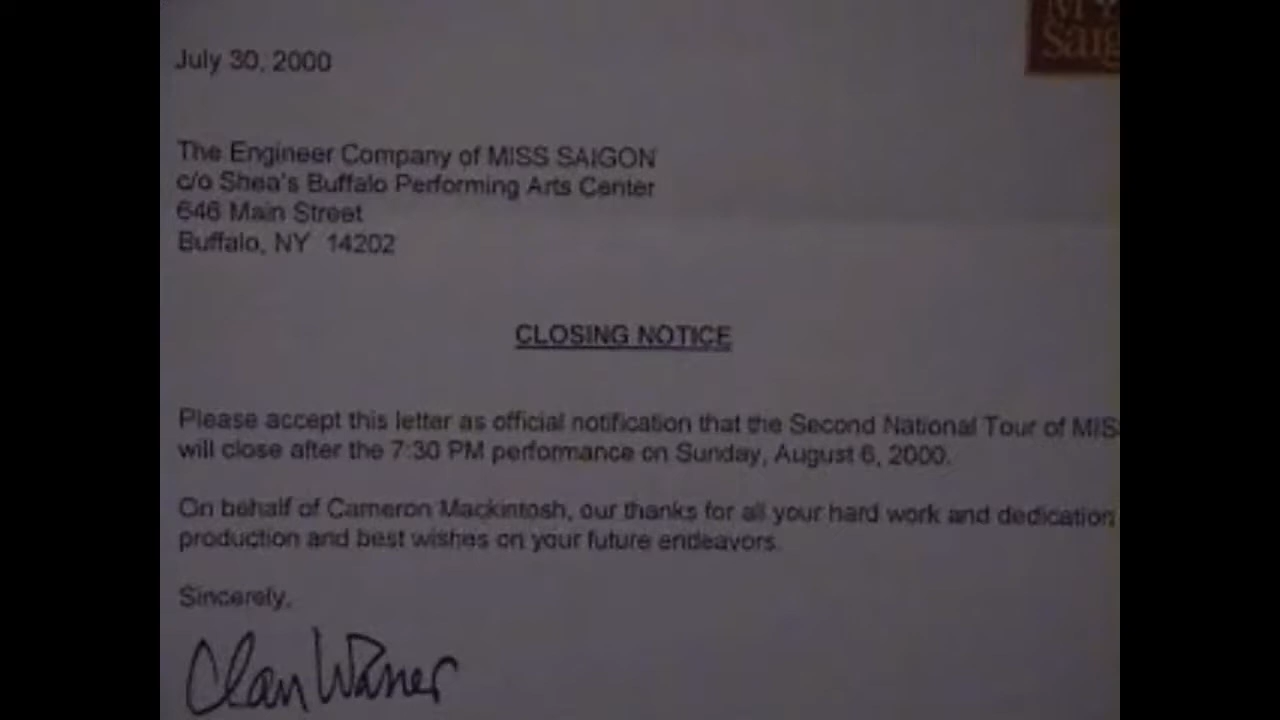 Saig
July 30, 2000
The Engineer Company of MISS SAIGON
c/o Shea's Buffalo Performing Arts Center
646 Main Street
Buffalo, NY 14202
CLOSING NOTICE
Please accept this letter as official notification that the Second National Tour of MIS
will close after the 7:30 PM performance on Sunday, August 6, 2000.
On behalf of Cameron Mackintosh, our thanks for all your hard work and dedication
production and best wishes on your future endeavors.
Sincerely,